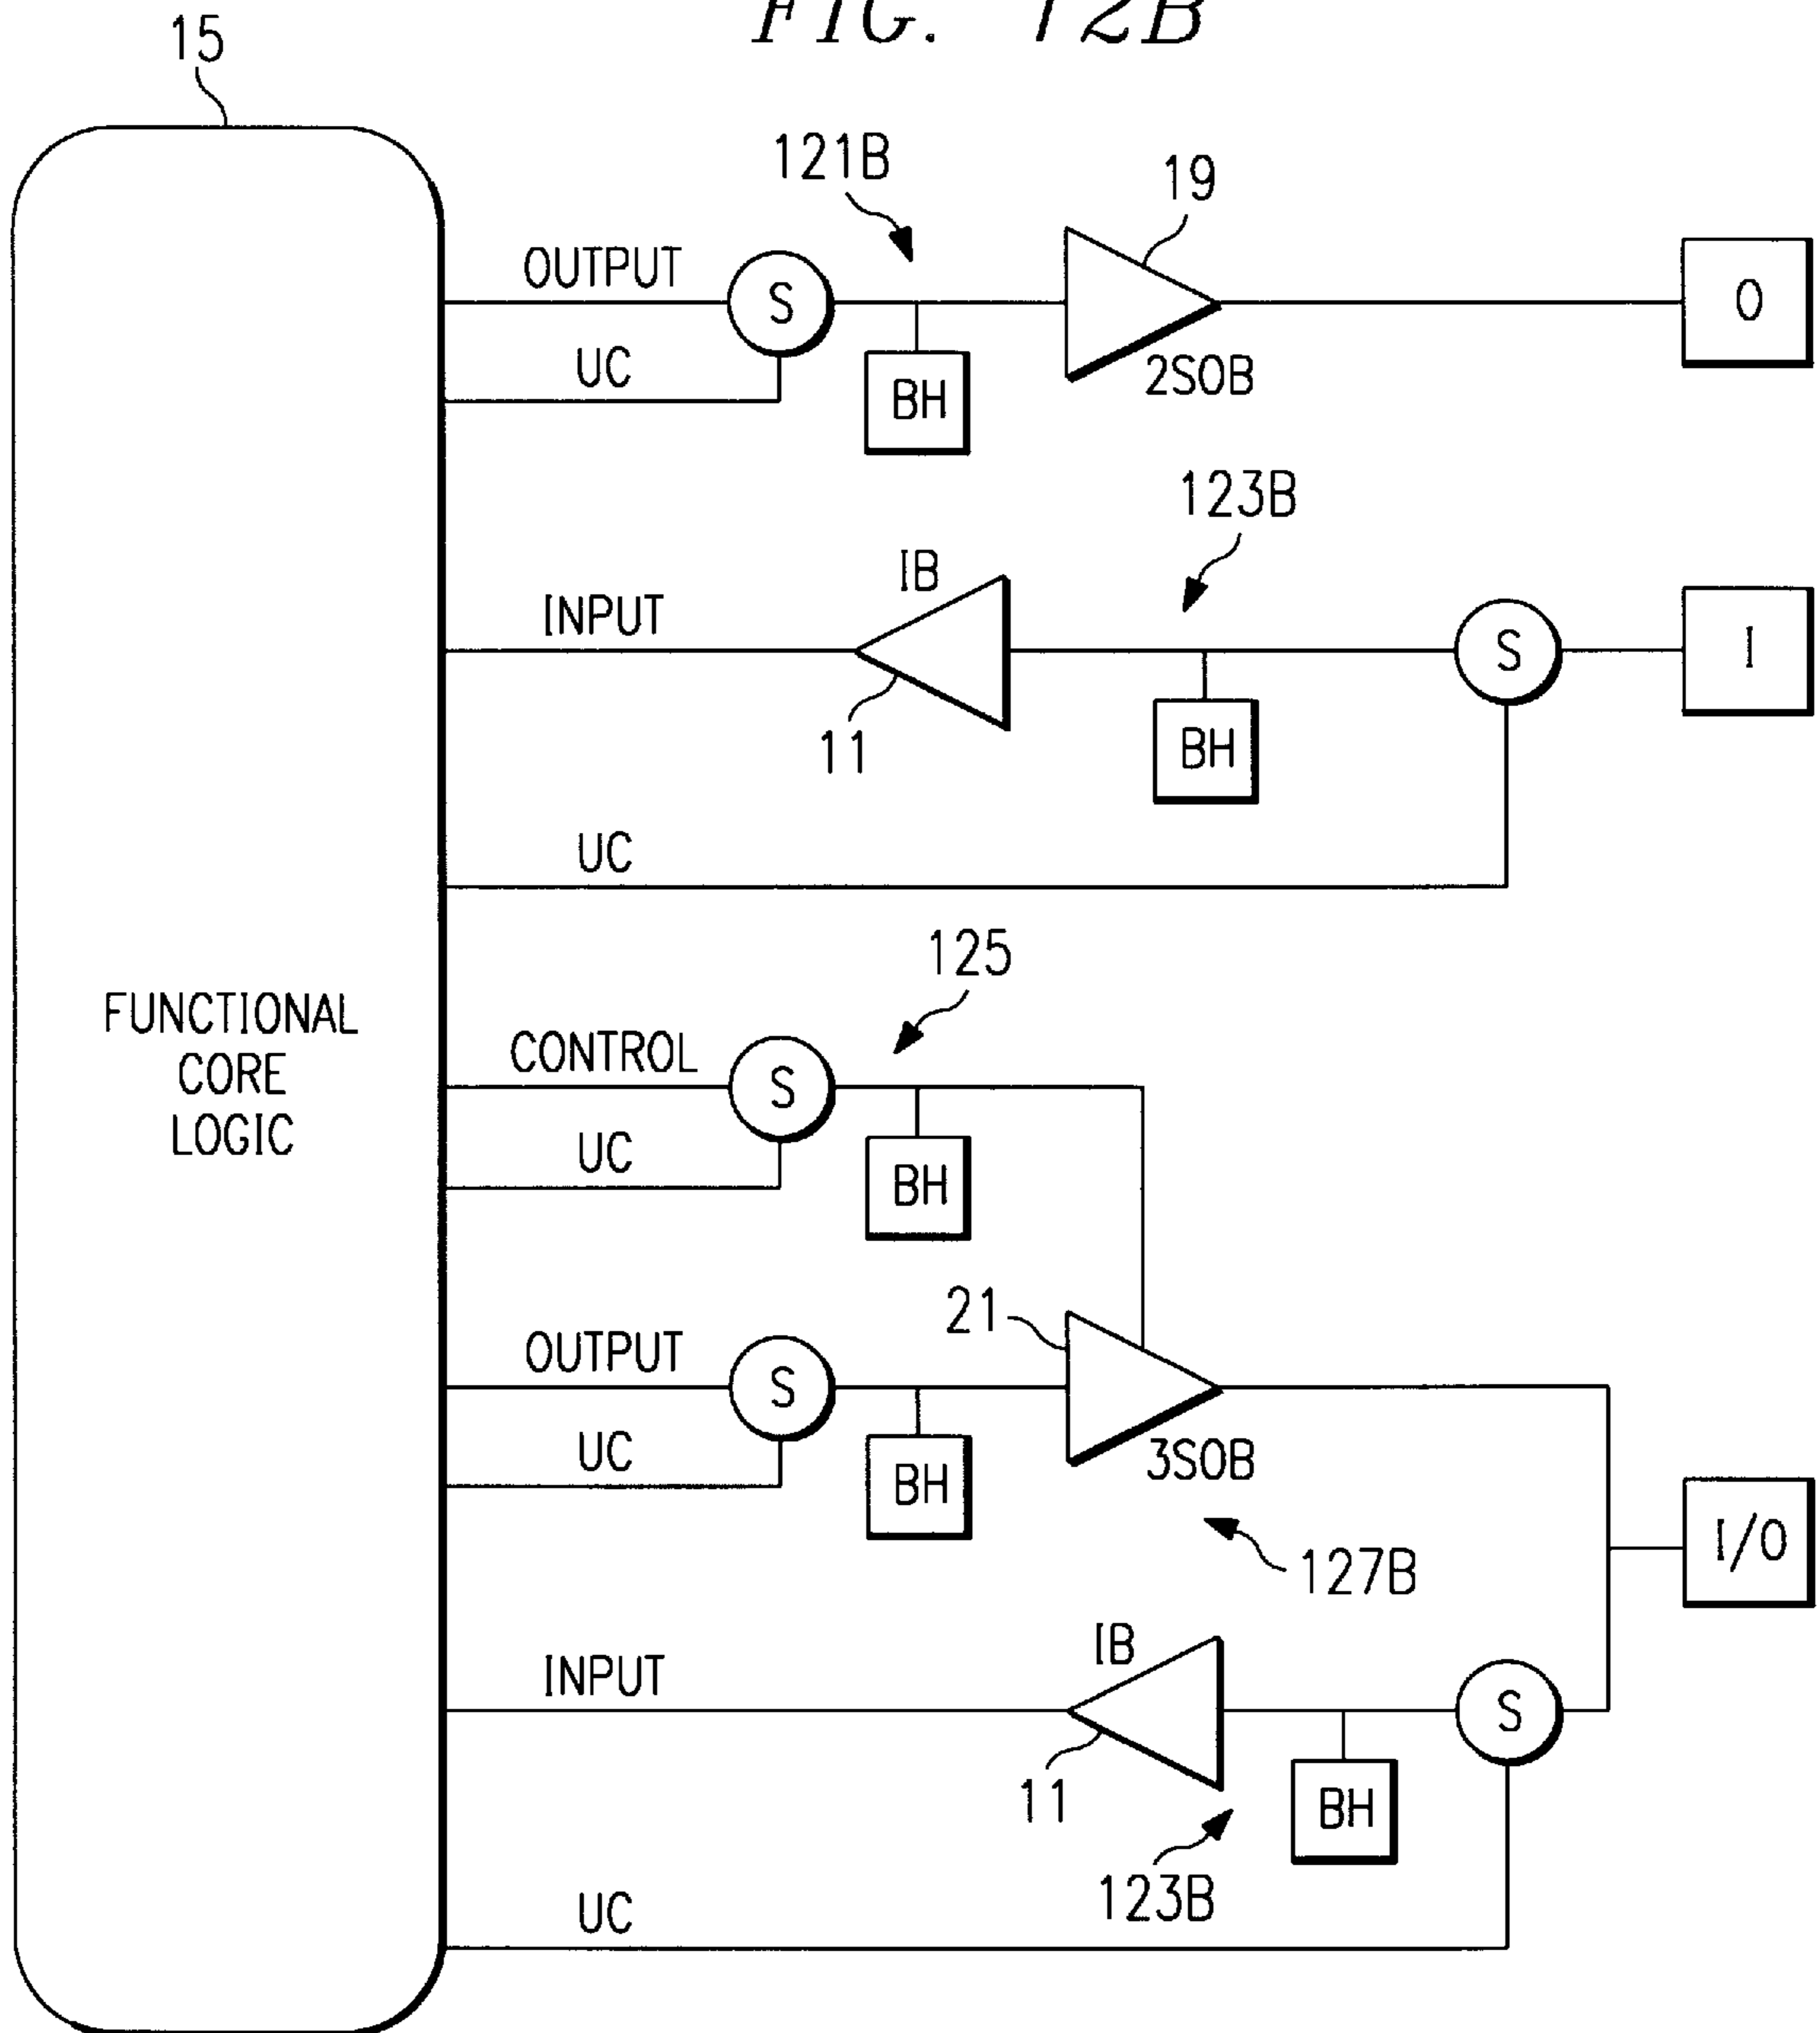 FIG. 12B
15
121B
19
OUTPUT
S
O
UC
BH
2SOB
123B
IB
INPUT
S
I
11
BH
UC
125
FUNCTIONAL
CORE
LOGIC
CONTROL
S
UC
BH
21
OUTPUT
S
UC
BH
3SOB
127B
I/O
IB
INPUT
S
11
BH
123B
UC